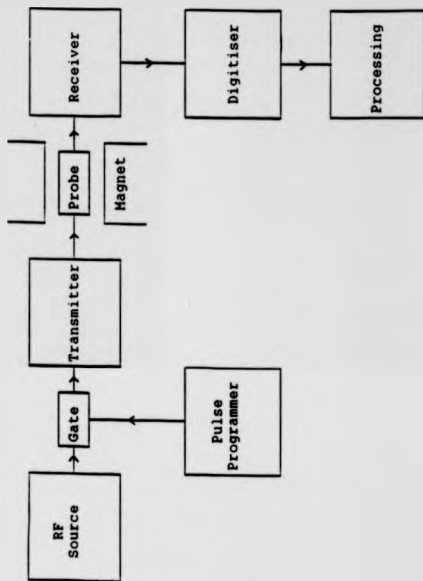 RF
Source
Gate
Pulse
Programmer
Transmitter
Probe
Magnet
Receiver
Digitiser
Processing